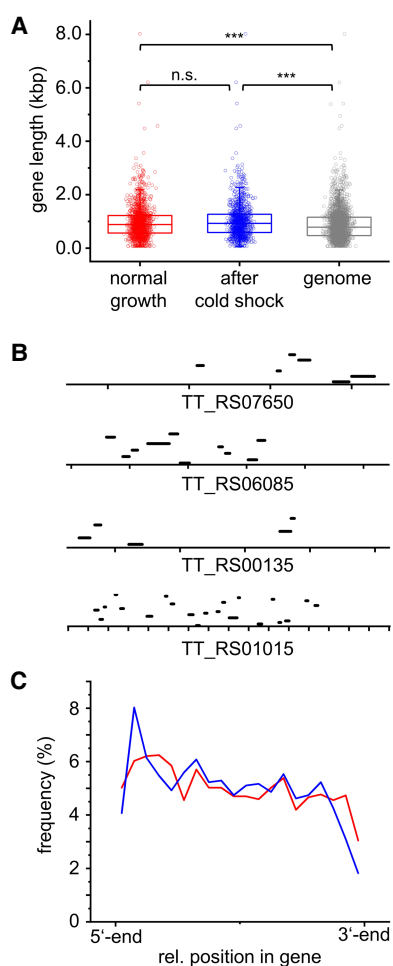 A
gene length (kbp)
8.0
6.0
4.0
2.0
0.0
***
n.s.
***
normal growth
after cold shock
genome
B
TT_RS07650
TT_RS06085
TT_RS00135
TT_RS01015
C
frequency (%)
8
6
4
2
0
5‘-end
3‘-end
rel. position in gene